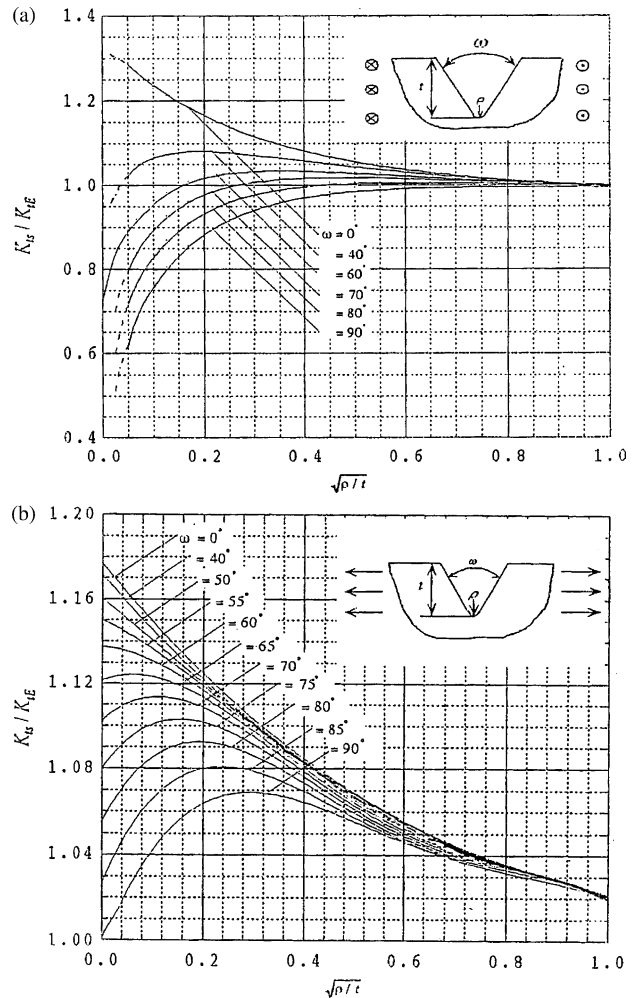 (a)
1.4
1.2
1.0
0.8
0.6
0.4
K_ts / K_tE
ω
t
ρ
ω = 0°
= 40°
= 60°
= 70°
= 80°
= 90°
0.0 0.2 0.4 0.6 0.8 1.0
√ρ/t
(b)
1.20
1.16
1.12
1.08
1.04
1.00
K_ts / K_tE
ω = 0°
= 40°
= 50°
= 55°
= 60°
= 65°
= 70°
= 75°
= 80°
= 85°
= 90°
ω
t
ρ
0.0 0.2 0.4 0.6 0.8 1.0
√ρ/t